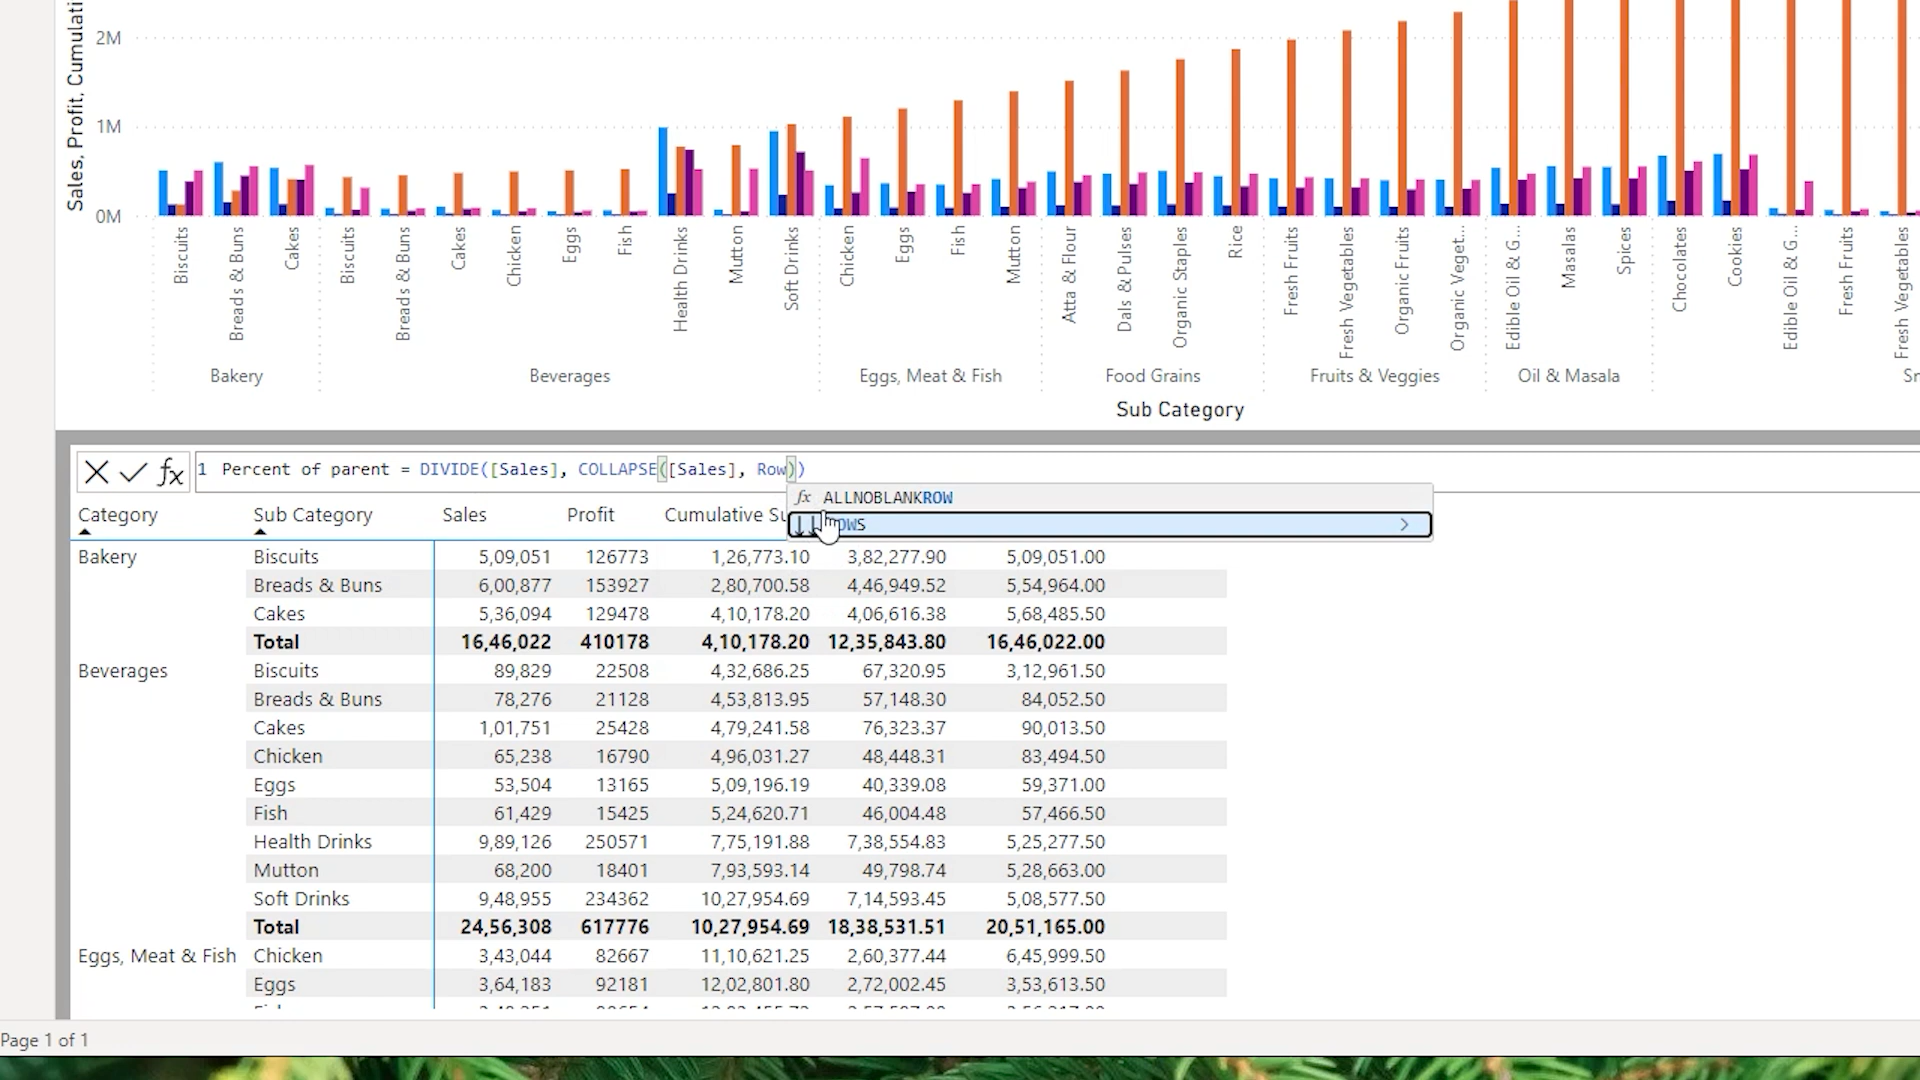 Sales, Profit, Cumulati
2M
1M
0M
Biscuits
Breads & Buns
Cakes
Biscuits
Breads & Buns
Cakes
Chicken
Eggs
Fish
Health Drinks
Mutton
Soft Drinks
Chicken
Eggs
Fish
Mutton
Atta & Flour
Dals & Pulses
Organic Staples
Rice
Fresh Fruits
Fresh Vegetables
Organic Fruits
Organic Veget...
Edible Oil & G...
Masalas
Spices
Chocolates
Cookies
Edible Oil & G...
Fresh Fruits
Fresh Vegetables
Bakery
Beverages
Eggs, Meat & Fish
Food Grains
Fruits & Veggies
Oil & Masala
Sn
Sub Category
fx 1 Percent of parent = DIVIDE([Sales], COLLAPSE([Sales], Row))
fx ALLNOBLANKROW
OWS
Category Sub Category Sales Profit Cumulative Su
Bakery Biscuits 5,09,051 126773 1,26,773.10 3,82,277.90 5,09,051.00
Breads & Buns 6,00,877 153927 2,80,700.58 4,46,949.52 5,54,964.00
Cakes 5,36,094 129478 4,10,178.20 4,06,616.38 5,68,485.50
Total 16,46,022 410178 4,10,178.20 12,35,843.80 16,46,022.00
Beverages Biscuits 89,829 22508 4,32,686.25 67,320.95 3,12,961.50
Breads & Buns 78,276 21128 4,53,813.95 57,148.30 84,052.50
Cakes 1,01,751 25428 4,79,241.58 76,323.37 90,013.50
Chicken 65,238 16790 4,96,031.27 48,448.31 83,494.50
Eggs 53,504 13165 5,09,196.19 40,339.08 59,371.00
Fish 61,429 15425 5,24,620.71 46,004.48 57,466.50
Health Drinks 9,89,126 250571 7,75,191.88 7,38,554.83 5,25,277.50
Mutton 68,200 18401 7,93,593.14 49,798.74 5,28,663.00
Soft Drinks 9,48,955 234362 10,27,954.69 7,14,593.45 5,08,577.50
Total 24,56,308 617776 10,27,954.69 18,38,531.51 20,51,165.00
Eggs, Meat & Fish Chicken 3,43,044 82667 11,10,621.25 2,60,377.44 6,45,999.50
Eggs 3,64,183 92181 12,02,801.80 2,72,002.45 3,53,613.50
Page 1 of 1